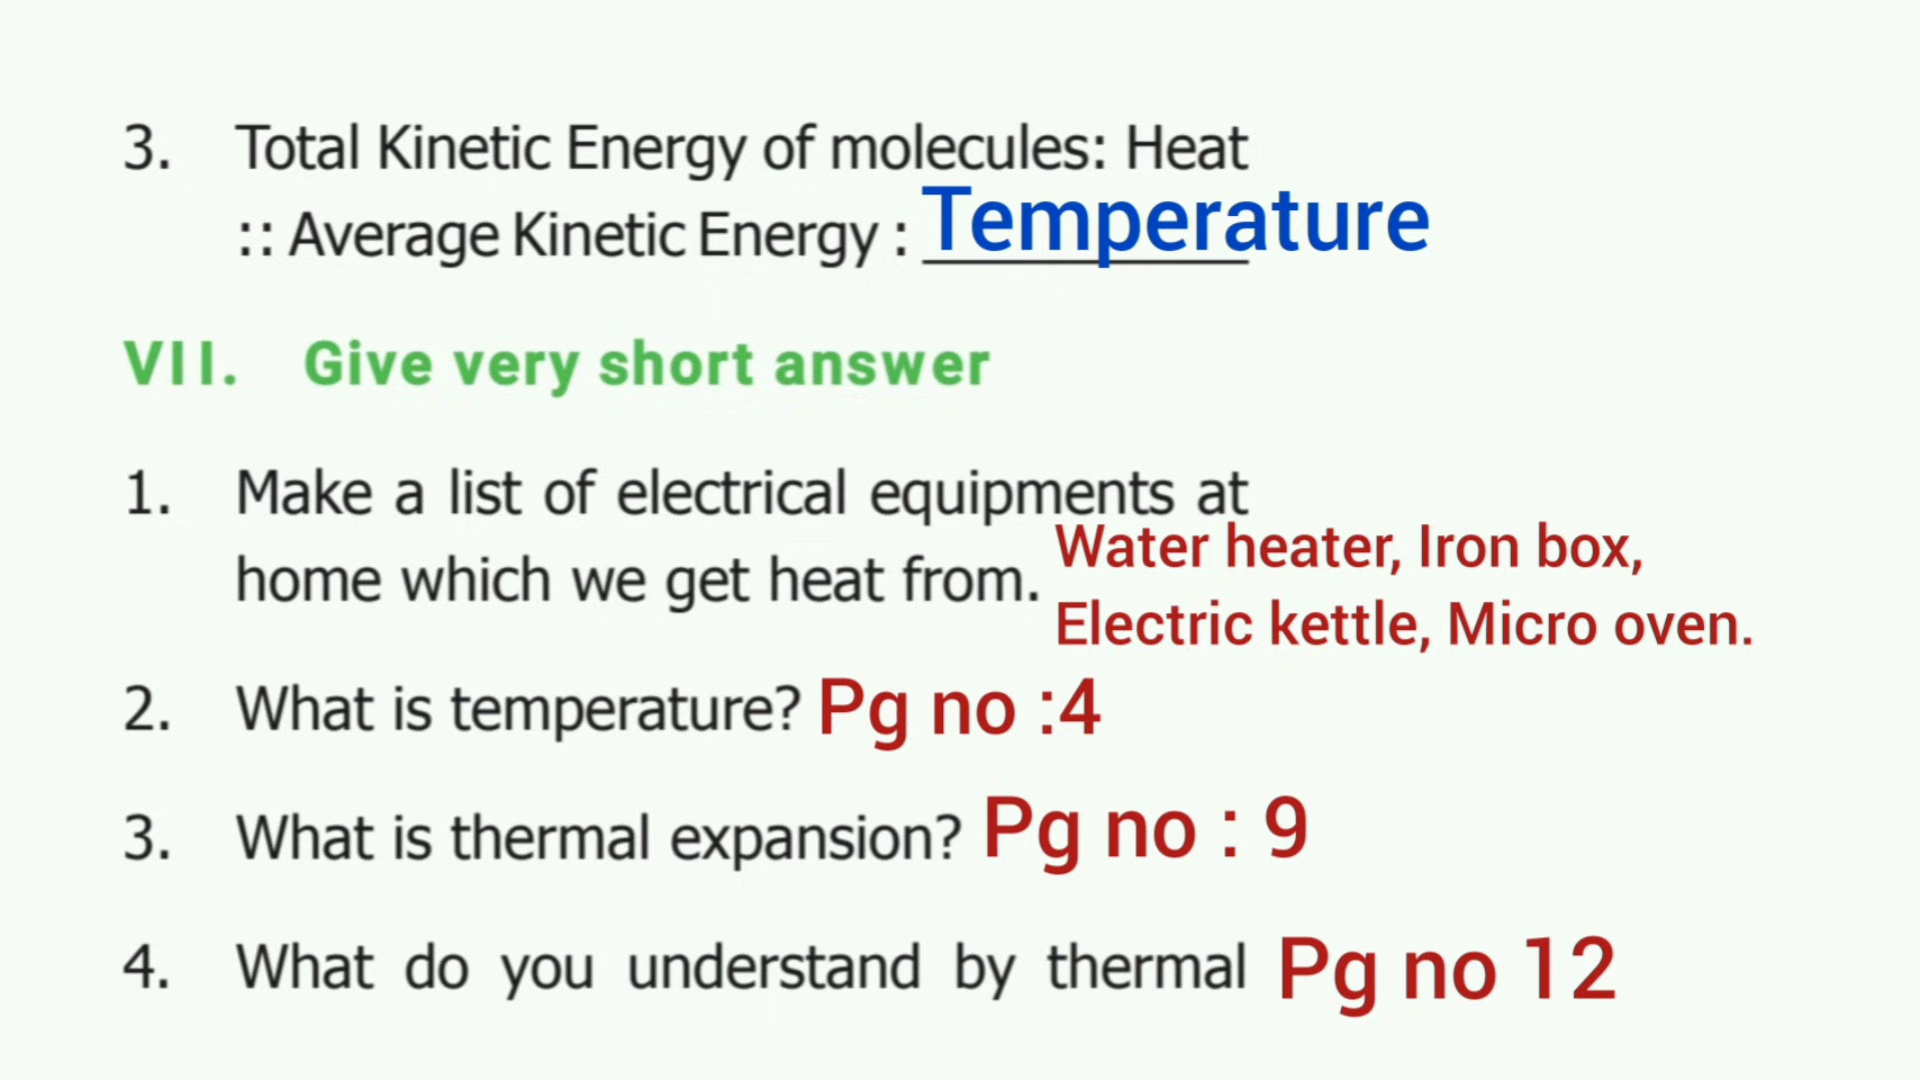 3. Total Kinetic Energy of molecules: Heat
:: Average Kinetic Energy : Temperature
VII. Give very short answer
1. Make a list of electrical equipments at
home which we get heat from. Water heater, Iron box,
Electric kettle, Micro oven.
2. What is temperature? Pg no :4
3. What is thermal expansion? Pg no : 9
4. What do you understand by thermal Pg no 12